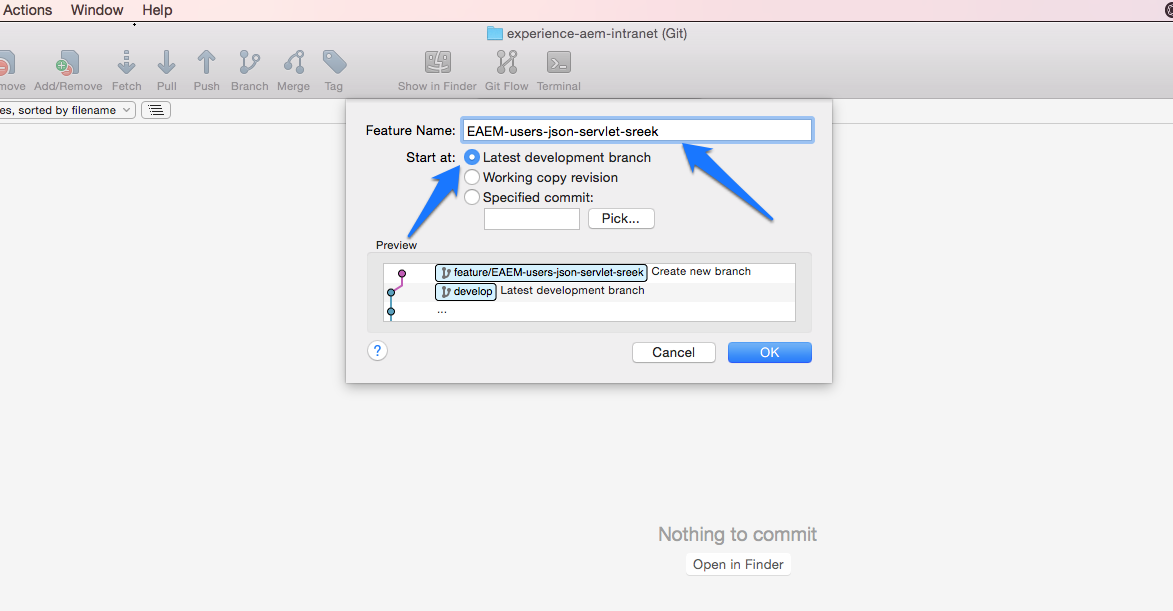 Actions Window Help
experience-aem-intranet (Git)
move Add/Remove Fetch Pull Push Branch Merge Tag Show in Finder Git Flow Terminal
es, sorted by filename
Feature Name: EAEM-users-json-servlet-sreek
Start at: Latest development branch
Working copy revision
Specified commit:
Pick...
Preview
feature/EAEM-users-json-servlet-sreek Create new branch
develop Latest development branch
...
? Cancel OK
Nothing to commit
Open in Finder